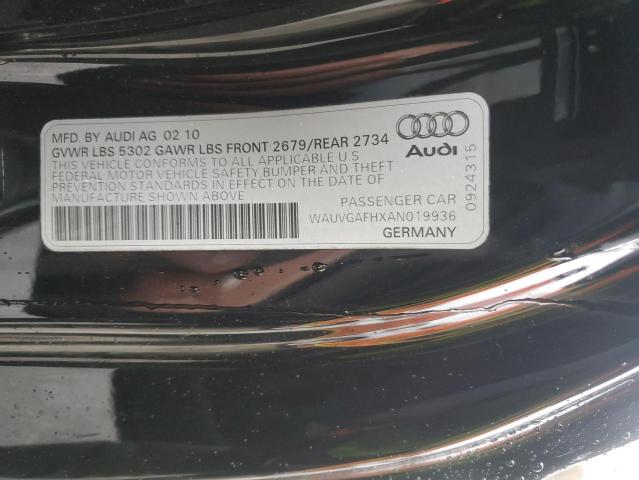 MFD. BY AUDI AG 02 10
GVWR LBS 5302 GAWR LBS FRONT 2679/REAR 2734
THIS VEHICLE CONFORMS TO ALL APPLICABLE U S
FEDERAL MOTOR VEHICLE SAFETY, BUMPER AND THEFT
PREVENTION STANDARDS IN EFFECT ON THE DATE OF
MANUFACTURE SHOWN ABOVE
Audi
PASSENGER CAR
WAUVGAFHXAN019936
GERMANY
0924315